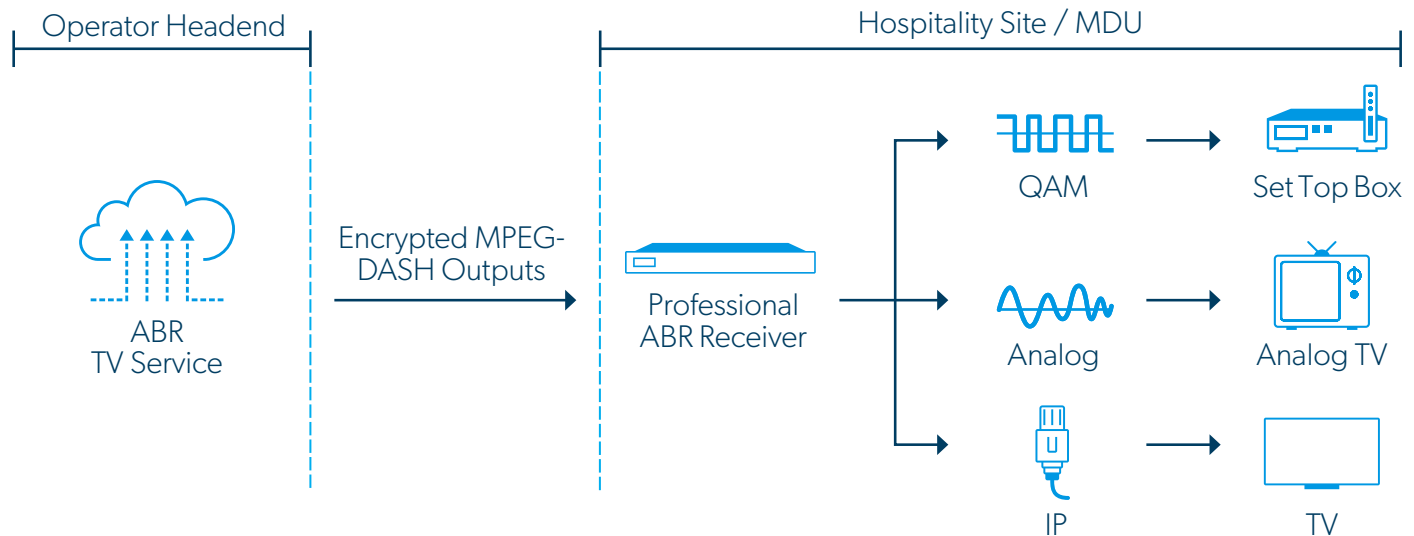 Operator Headend
Hospitality Site / MDU
ABR
TV Service
Encrypted MPEG-
DASH Outputs
Professional
ABR Receiver
QAM
Set Top Box
Analog
Analog TV
IP
TV